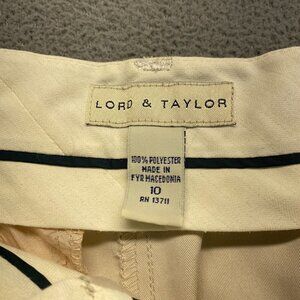 LORD & TAYLOR
100% POLYESTER
MADE IN
FYR MACEDONIA
10
RN 13711